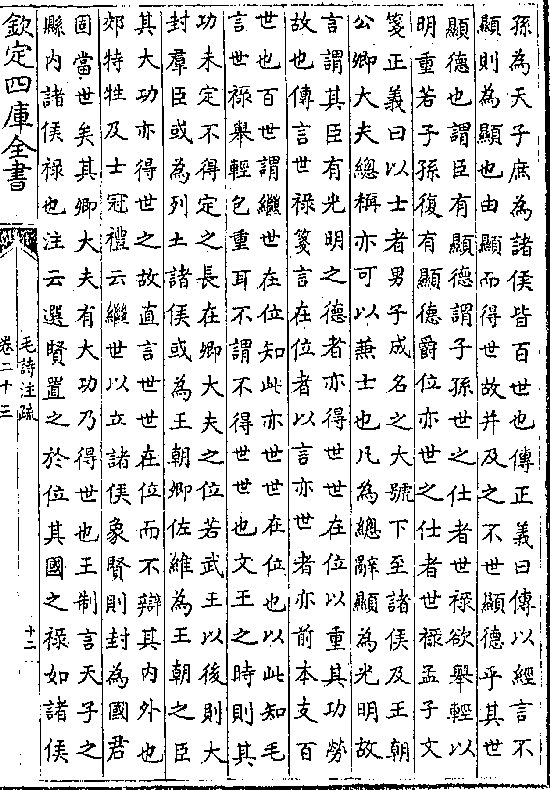 孫為天子庶為諸侯皆百世也傳正義曰傳以經言不
顯則為顯也由顯而得世故并及之不世顯德乎其世
顯德也謂臣有顯德謂子孫世之仕者世禄欲舉輕以
明重若子孫復有顯德爵位亦世之仕者世禄孟子文
箋正義曰以士者男子成名之大號下至諸侯及王朝
公卿大夫總稱亦可以兼士也凡為總辭顯為光明故
言謂其臣有光明之德者亦得世世在位以重其功勞
故也傳言世禄箋言在位者以言亦世者亦前本支百
世也百世謂繼世在位知此亦世世在位也以此知毛
言世禄舉輕包重耳不謂不得世世也文王之時則其
功未定不得定之長在卿大夫之位若武王以後則大
封羣臣或為列土諸侯或為王朝卿佐雖為王朝之臣
其大功亦得世之故直言世世在位而不辯其内外也
郊特牲及士冠禮云繼世以立諸侯象賢則封為國君
固當世矣其卿大夫有大功乃得世也王制言天子之
縣内諸侯禄也注云選賢置之於位其國之禄如諸侯
欽定四庫全書
毛詩注疏
卷二十三
十二